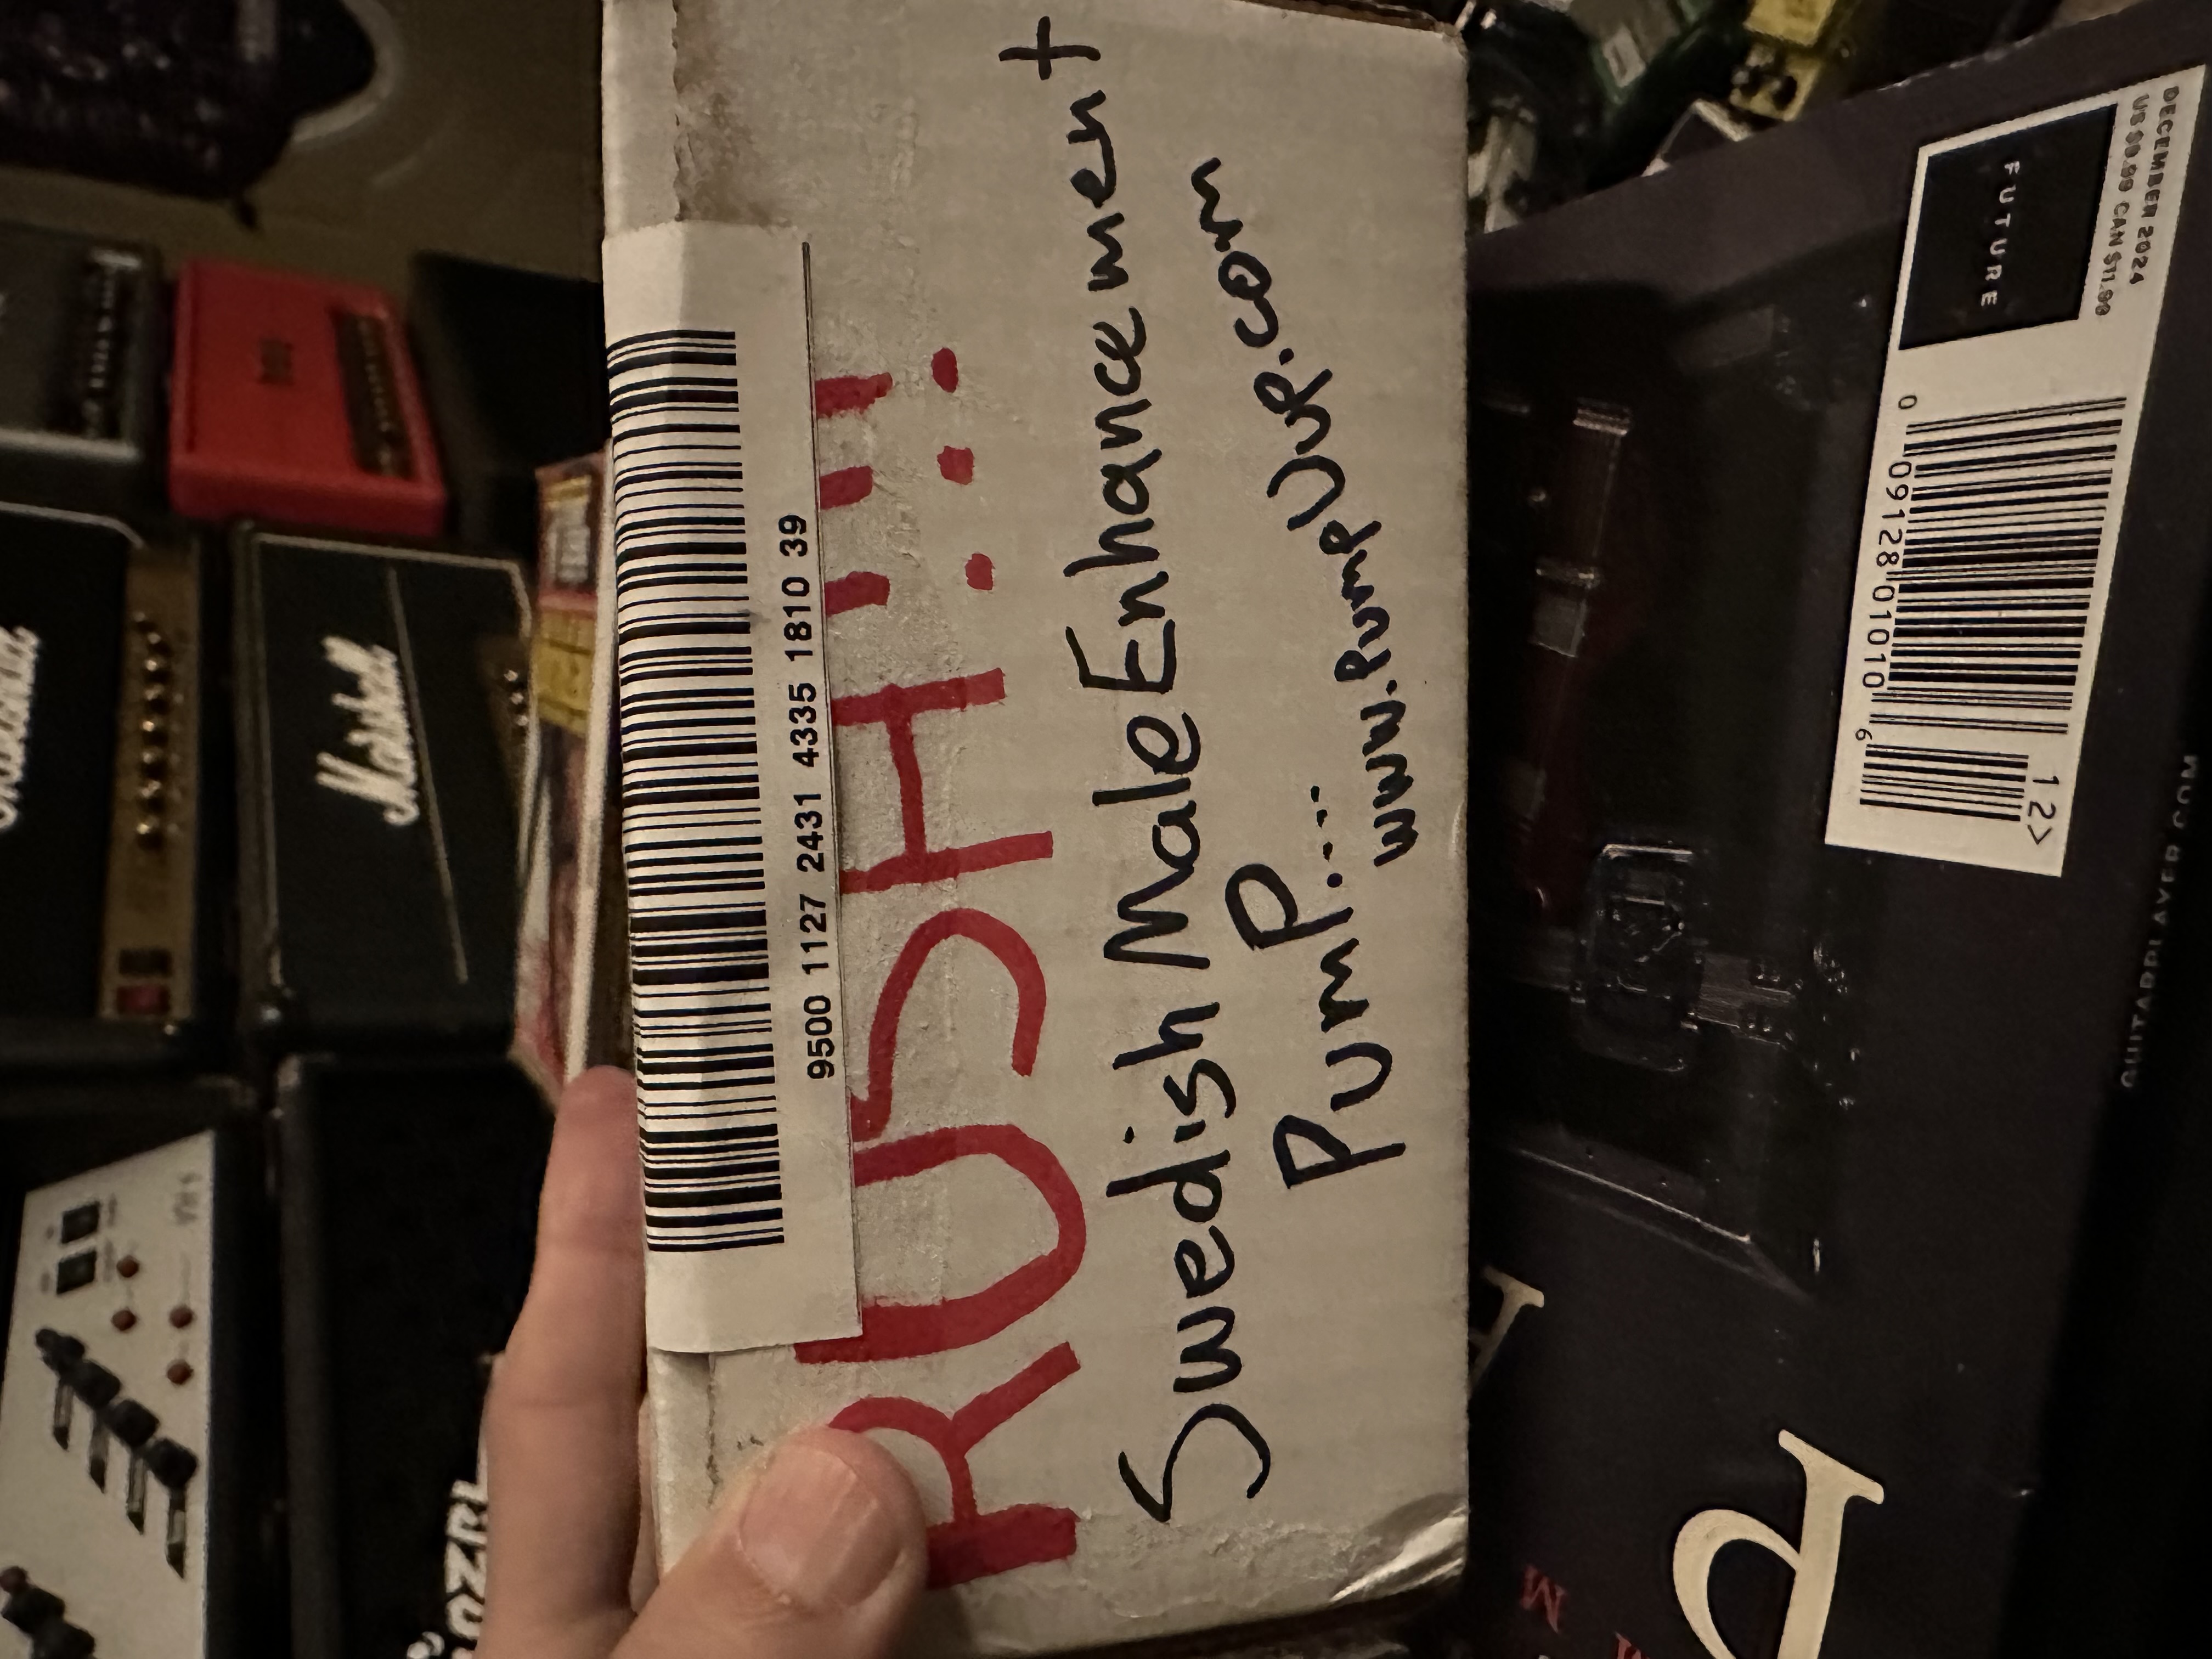 9500 1127 2431 4335 1810 39
RUSH!!!
Swedish Male Enhancement
Pump....
www.PumpUup.com
Marshall
DECEMBER 2024
US $9.99 CAN $11.99
FUTURE
0 09128 01010 6
12>
GUITARPLAYER.COM
P
M